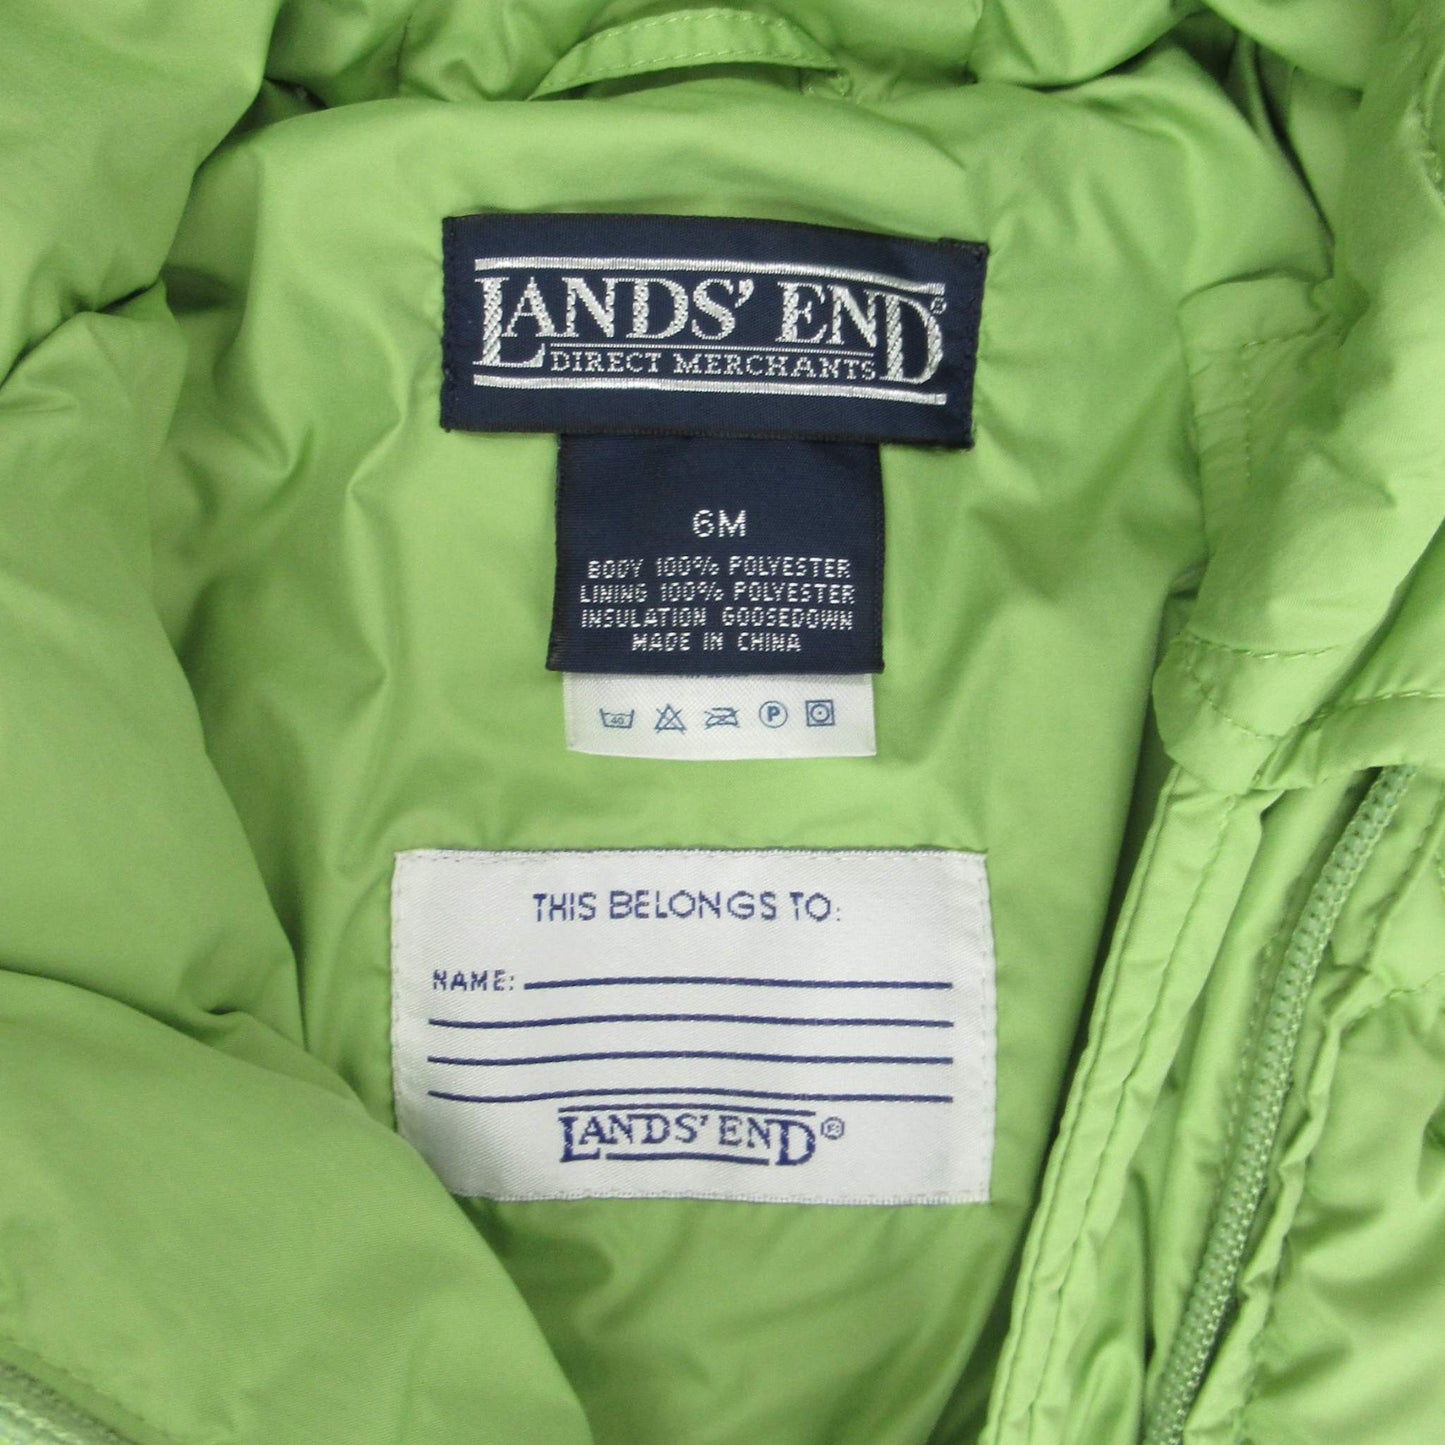 LANDS' END®
DIRECT MERCHANTS
6M
BODY 100% POLYESTER
LINING 100% POLYESTER
INSULATION GOOSEDOWN
MADE IN CHINA
40 P
THIS BELONGS TO:
NAME:
LANDS' END®